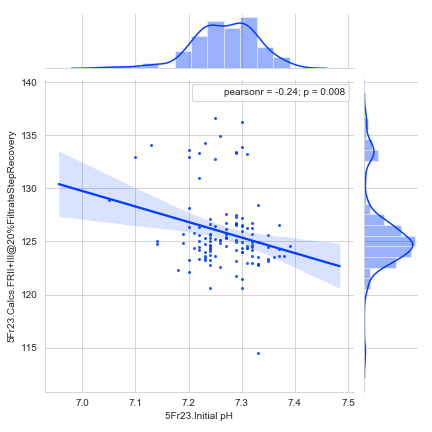 pearsonr = -0.24; p = 0.008
140
135
130
125
120
115
5Fr23.Calcs.FRII+III@20%FiltrateStepRecovery
7.0 7.1 7.2 7.3 7.4 7.5
5Fr23.Initial pH